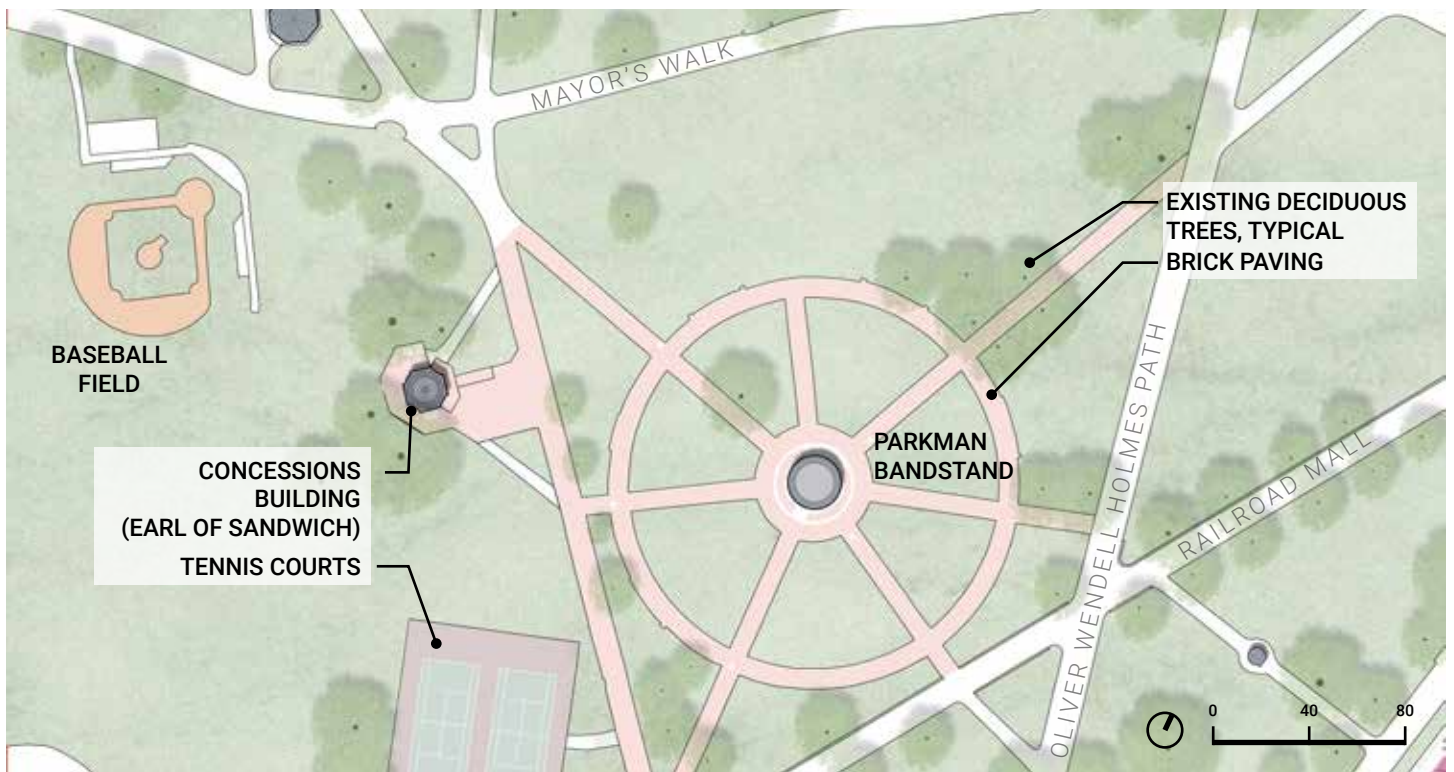 MAYOR'S WALK
EXISTING DECIDUOUS
TREES, TYPICAL
BRICK PAVING
BASEBALL
FIELD
PARKMAN
BANDSTAND
CONCESSIONS
BUILDING
(EARL OF SANDWICH)
TENNIS COURTS
OLIVER WENDELL HOLMES PATH
RAILROAD MALL
0 40 80